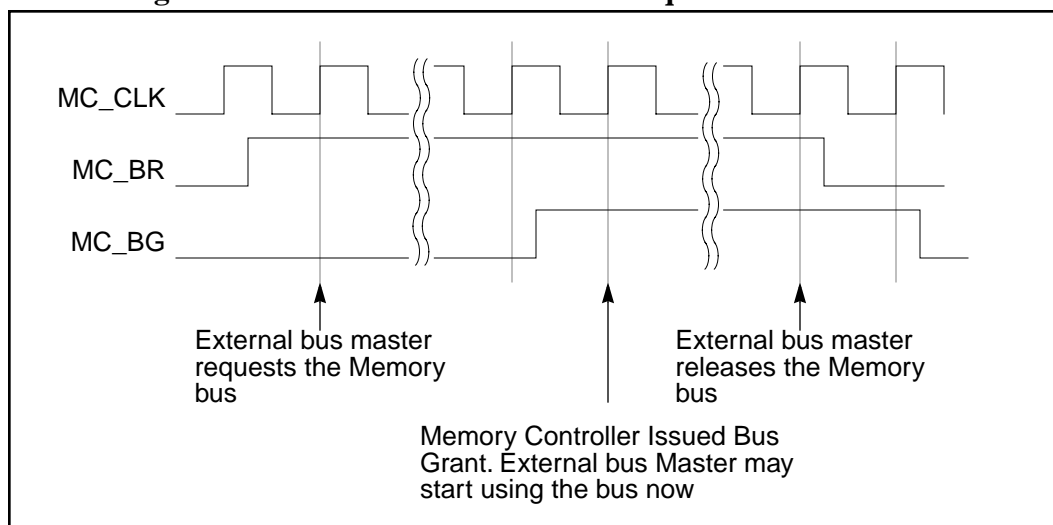 MC_CLK
MC_BR
MC_BG
External bus master
requests the Memory
bus
External bus master
releases the Memory
bus
Memory Controller Issued Bus
Grant. External bus Master may
start using the bus now